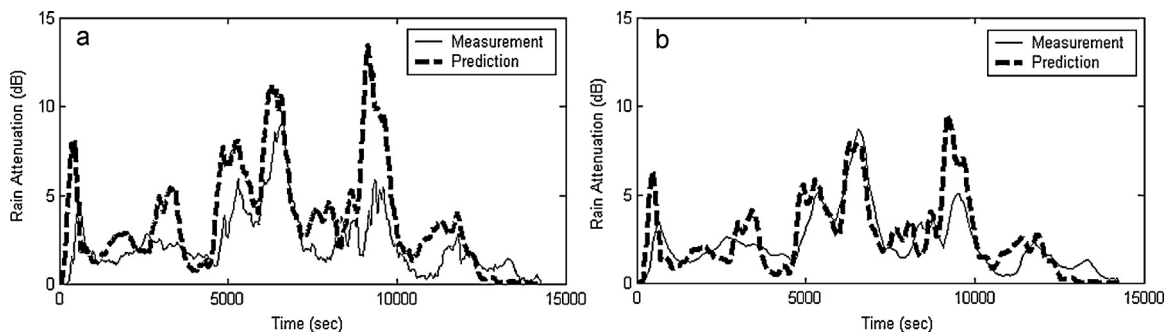 a
Measurement
Prediction
15
10
5
0
Rain Attenuation (dB)
0
5000
10000
15000
Time (sec)
b
Measurement
Prediction
15
10
5
0
Rain Attenuation (dB)
0
5000
10000
15000
Time (sec)